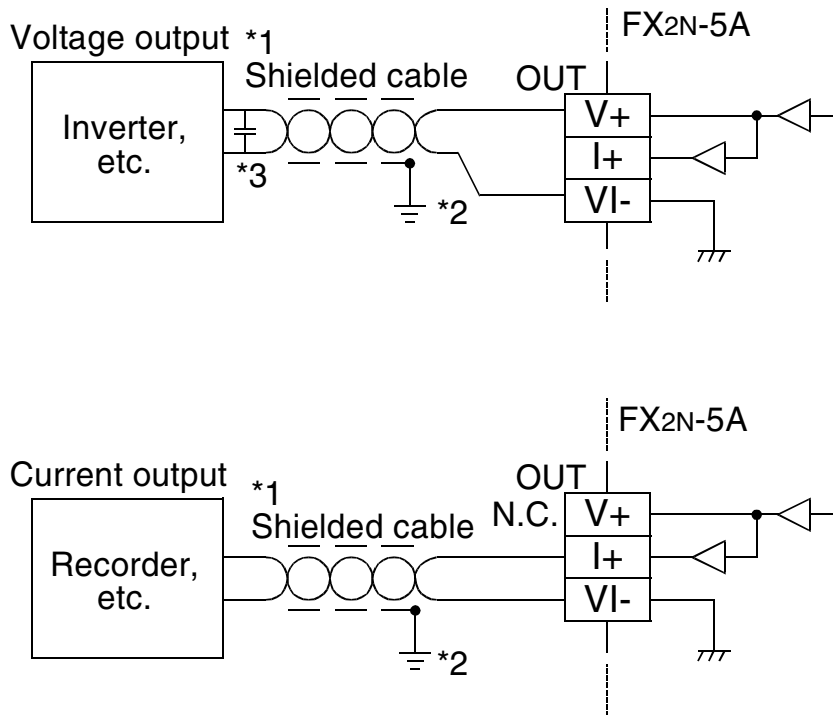 FX2N-5A
Voltage output *1
Shielded cable
OUT
Inverter,
etc.
V+
I+
VI-
*3
*2
FX2N-5A
Current output
*1
OUT
Shielded cable
N.C.
V+
Recorder,
etc.
I+
VI-
*2